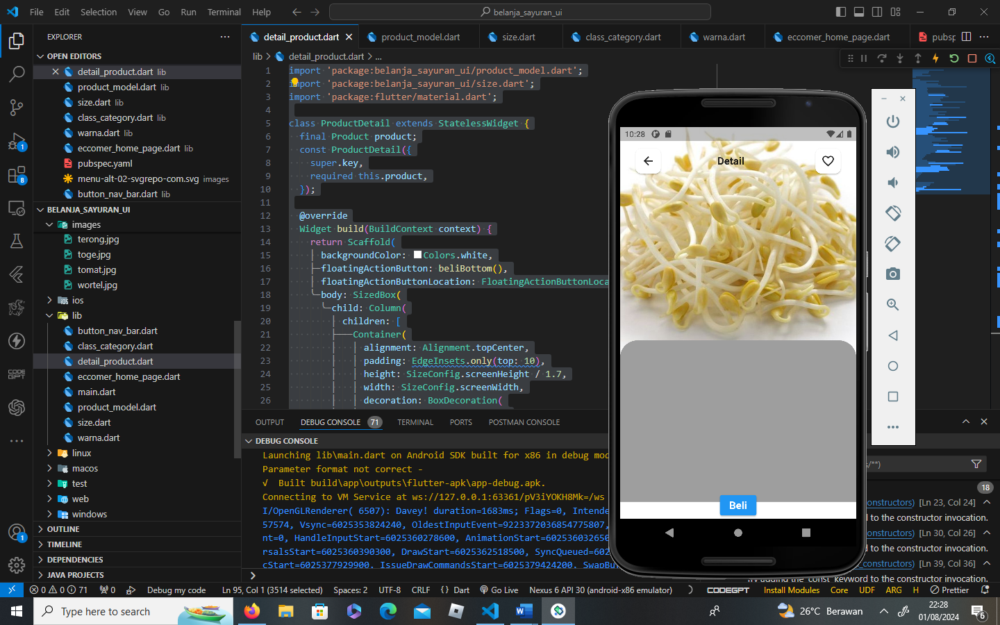 File Edit Selection View Go Run Terminal Help
belanja_sayuran_ui
EXPLORER
OPEN EDITORS
detail_product.dart lib
product_model.dart lib
size.dart lib
class_category.dart lib
warna.dart lib
eccomer_home_page.dart lib
pubspec.yaml
menu-alt-02-svgrepo-com.svg images
button_nav_bar.dart lib
BELANJA_SAYURAN_UI
images
terong.jpg
toge.jpg
tomat.jpg
wortel.jpg
ios
lib
button_nav_bar.dart
class_category.dart
detail_product.dart
eccomer_home_page.dart
main.dart
product_model.dart
size.dart
warna.dart
linux
macos
test
web
windows
OUTLINE
TIMELINE
DEPENDENCIES
JAVA PROJECTS
1
8
CODE
GPT
1
detail_product.dart
product_model.dart
size.dart
class_category.dart
warna.dart
eccomer_home_page.dart
pubsp
lib > detail_product.dart > ...
1 import 'package:belanja_sayuran_ui/product_model.dart';
2 import 'package:belanja_sayuran_ui/size.dart';
3 import 'package:flutter/material.dart';
4
5 class ProductDetail extends StatelessWidget {
6 final Product product;
7 const ProductDetail({
8 super.key,
9 required this.product,
10 });
11
12 @override
13 Widget build(BuildContext context) {
14 return Scaffold(
15 backgroundColor: Colors.white,
16 floatingActionButton: beliBottom(),
17 floatingActionButtonLocation: FloatingActionButtonLoca
18 body: SizedBox(
19 child: Column(
20 children: [
21 Container(
22 alignment: Alignment.topCenter,
23 padding: EdgeInsets.only(top: 10),
24 height: SizeConfig.screenHeight / 1.7,
25 width: SizeConfig.screenWidth,
26 decoration: BoxDecoration(
10:28
Detail
Beli
OUTPUT DEBUG CONSOLE 71 TERMINAL PORTS POSTMAN CONSOLE
DEBUG CONSOLE
Launching lib\main.dart on Android SDK built for x86 in debug mod
Parameter format not correct -
√ Built build\app\outputs\flutter-apk\app-debug.apk.
Connecting to VM Service at ws://127.0.0.1:63361/pV3iYOKH8Mk=/ws
I/OpenGLRenderer( 6507): Davey! duration=1683ms; Flags=0, Intende
57574, Vsync=6025353824240, OldestInputEvent=9223372036854775807,
nt=0, HandleInputStart=6025360278600, AnimationStart=602536032650
rsalsStart=6025360390300, DrawStart=6025362518500, SyncQueued=602
cStart=6025377929900, IssueDrawCommandsStart=6025379424200, SwapBu
s/**)
18
constructors) [Ln 23, Col 24]
d to the constructor invocation.
constructors) [Ln 30, Col 26]
d to the constructor invocation.
constructors) [Ln 39, Col 36]
Try adding the 'const' keyword to the constructor invocation.
0 0 71 0 Debug my code Ln 95, Col 1 (3514 selected) Spaces: 2 UTF-8 CRLF {} Dart Go Live Nexus 6 API 30 (android-x86 emulator) CODEGPT Install Modules Core UDF ARG H Prettier
Type here to search
26°C Berawan
22:28
01/08/2024
6